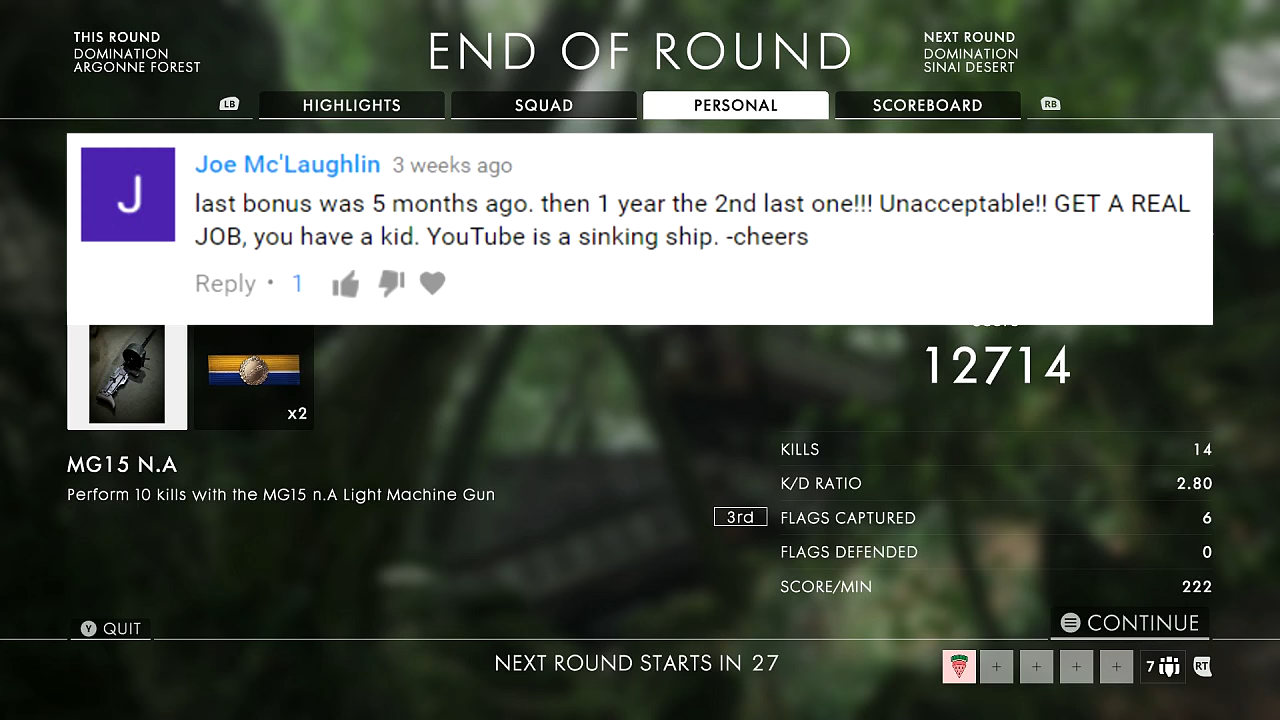 THIS ROUND
DOMINATION
ARGONNE FOREST
END OF ROUND
NEXT ROUND
DOMINATION
SINAI DESERT
LB
HIGHLIGHTS
SQUAD
PERSONAL
SCOREBOARD
RB
J
Joe Mc'Laughlin 3 weeks ago
last bonus was 5 months ago. then 1 year the 2nd last one!!! Unacceptable!! GET A REAL
JOB, you have a kid. YouTube is a sinking ship. -cheers
Reply • 1
12714
x2
MG15 N.A
Perform 10 kills with the MG15 n.A Light Machine Gun
KILLS 14
K/D RATIO 2.80
3rd FLAGS CAPTURED 6
FLAGS DEFENDED 0
SCORE/MIN 222
Y QUIT
CONTINUE
NEXT ROUND STARTS IN 27
+ + + + 7 RT